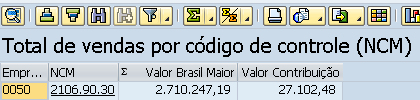 Total de vendas por código de controle (NCM)
Empr... NCM Σ Valor Brasil Maior Valor Contribuição
0050 2106.90.30 2.710.247,19 27.102,48